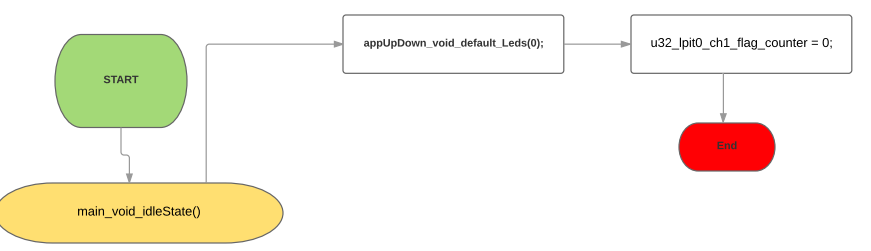 START
main_void_idleState()
appUpDown_void_default_Leds(0);
u32_lpit0_ch1_flag_counter = 0;
End